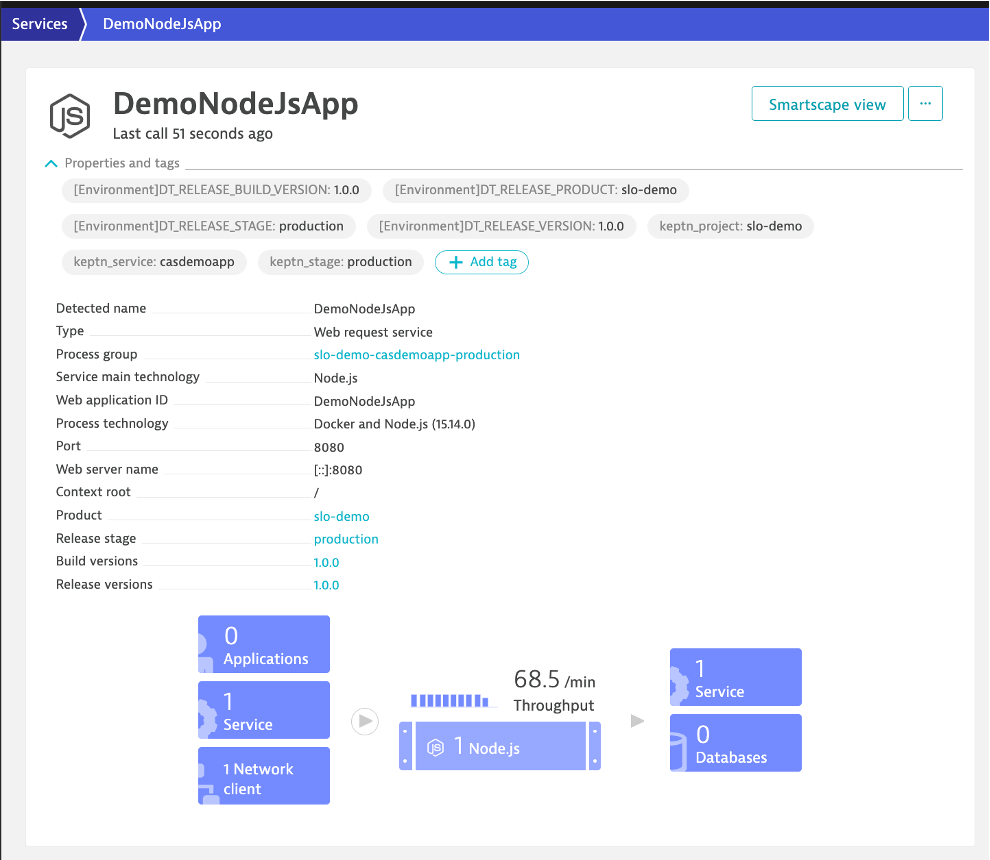 Services DemoNodeJsApp
DemoNodeJsApp
Smartscape view ...
Last call 51 seconds ago
Properties and tags
[Environment]DT_RELEASE_BUILD_VERSION: 1.0.0 [Environment]DT_RELEASE_PRODUCT: slo-demo
[Environment]DT_RELEASE_STAGE: production [Environment]DT_RELEASE_VERSION: 1.0.0 keptn_project: slo-demo
keptn_service: casdemoapp keptn_stage: production + Add tag
Detected name DemoNodeJsApp
Type Web request service
Process group slo-demo-casdemoapp-production
Service main technology Node.js
Web application ID DemoNodeJsApp
Process technology Docker and Node.js (15.14.0)
Port 8080
Web server name [::]:8080
Context root /
Product slo-demo
Release stage production
Build versions 1.0.0
Release versions 1.0.0
0
Applications
1
Service
1 Network
client
68.5 /min
Throughput
JS 1 Node.js
1
Service
0
Databases